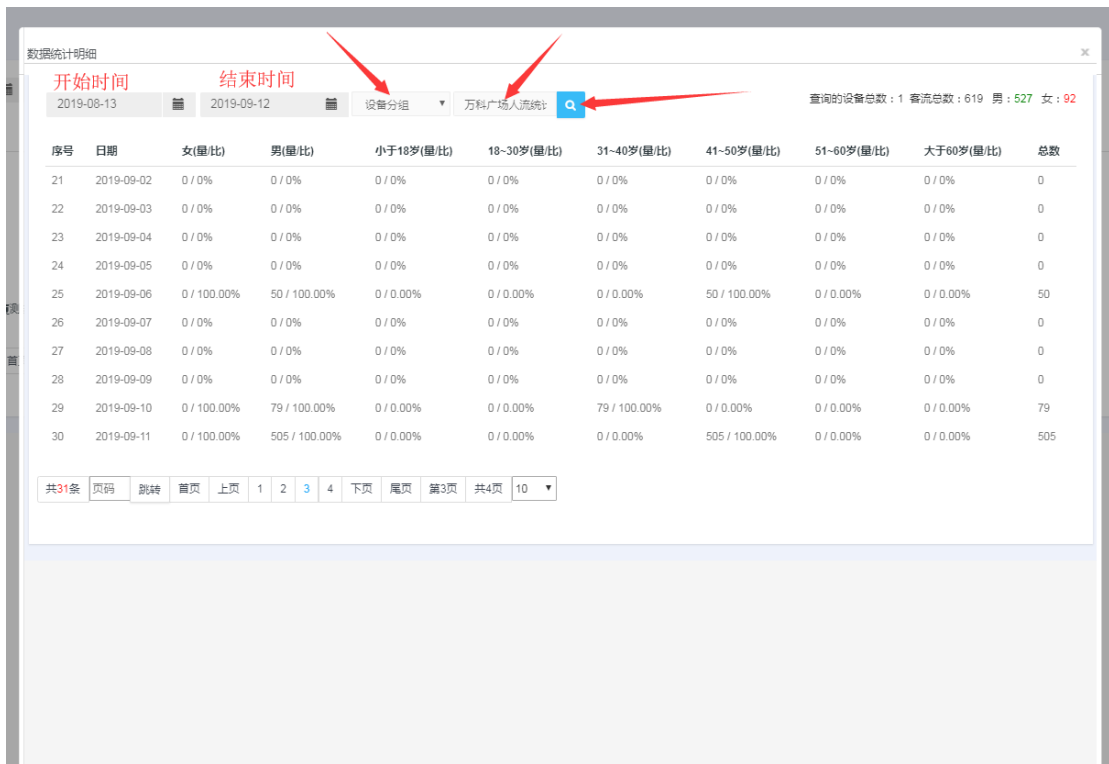 数据统计明细 ×
开始时间 结束时间
2019-08-13 2019-09-12 设备分组 万科广场人流统计 查询的设备总数：1 客流总数：619 男：527 女：92
序号 日期 女(量/比) 男(量/比) 小于18岁(量/比) 18~30岁(量/比) 31~40岁(量/比) 41~50岁(量/比) 51~60岁(量/比) 大于60岁(量/比) 总数
21 2019-09-02 0 / 0% 0 / 0% 0 / 0% 0 / 0% 0 / 0% 0 / 0% 0 / 0% 0 / 0% 0
22 2019-09-03 0 / 0% 0 / 0% 0 / 0% 0 / 0% 0 / 0% 0 / 0% 0 / 0% 0 / 0% 0
23 2019-09-04 0 / 0% 0 / 0% 0 / 0% 0 / 0% 0 / 0% 0 / 0% 0 / 0% 0 / 0% 0
24 2019-09-05 0 / 0% 0 / 0% 0 / 0% 0 / 0% 0 / 0% 0 / 0% 0 / 0% 0 / 0% 0
25 2019-09-06 0 / 100.00% 50 / 100.00% 0 / 0.00% 0 / 0.00% 0 / 0.00% 50 / 100.00% 0 / 0.00% 0 / 0.00% 50
26 2019-09-07 0 / 0% 0 / 0% 0 / 0% 0 / 0% 0 / 0% 0 / 0% 0 / 0% 0 / 0% 0
27 2019-09-08 0 / 0% 0 / 0% 0 / 0% 0 / 0% 0 / 0% 0 / 0% 0 / 0% 0 / 0% 0
28 2019-09-09 0 / 0% 0 / 0% 0 / 0% 0 / 0% 0 / 0% 0 / 0% 0 / 0% 0 / 0% 0
29 2019-09-10 0 / 100.00% 79 / 100.00% 0 / 0.00% 0 / 0.00% 79 / 100.00% 0 / 0.00% 0 / 0.00% 0 / 0.00% 79
30 2019-09-11 0 / 100.00% 505 / 100.00% 0 / 0.00% 0 / 0.00% 0 / 0.00% 505 / 100.00% 0 / 0.00% 0 / 0.00% 505
共31条 页码 跳转 首页 上页 1 2 3 4 下页 尾页 第3页 共4页 10